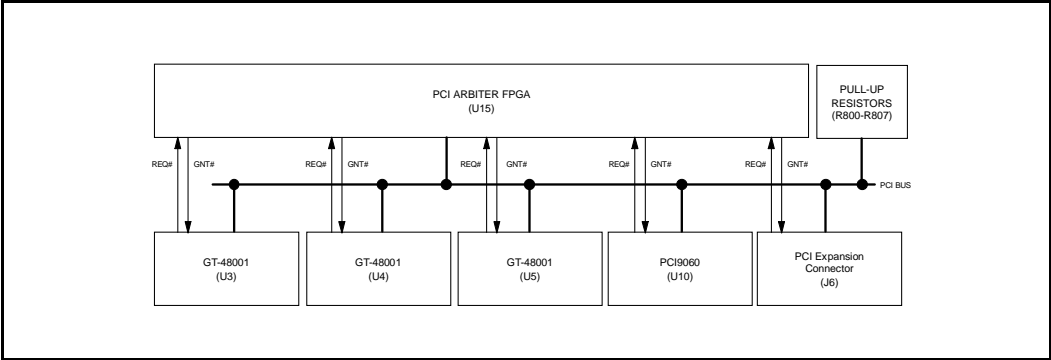 PCI ARBITER FPGA
(U15)
PULL-UP
RESISTORS
(R800-R807)
REQ# GNT# REQ# GNT# REQ# GNT# REQ# GNT# REQ# GNT#
PCI BUS
GT-48001
(U3)
GT-48001
(U4)
GT-48001
(U5)
PCI9060
(U10)
PCI Expansion
Connector
(J6)